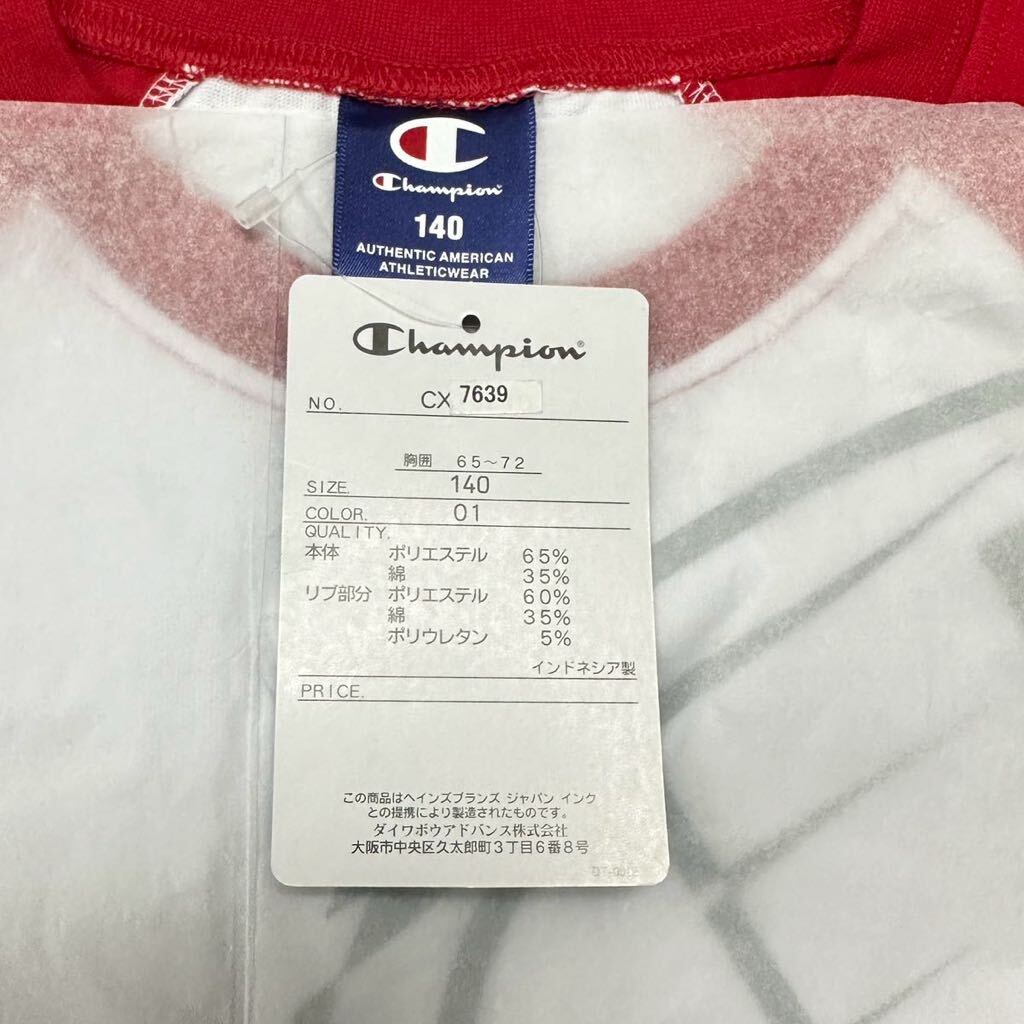 Champion
140
AUTHENTIC AMERICAN
ATHLETICWEAR
Champion
NO. CX 7639
胸囲 65~72
SIZE. 140
COLOR. 01
QUALITY.
本体 ポリエステル 65%
綿 35%
リブ部分 ポリエステル 60%
綿 35%
ポリウレタン 5%
インドネシア製
PRICE.
この商品はヘインズブランズ ジャパン インク
との提携により製造されたものです。
ダイワボウアドバンス株式会社
大阪市中央区久太郎町3丁目6番8号